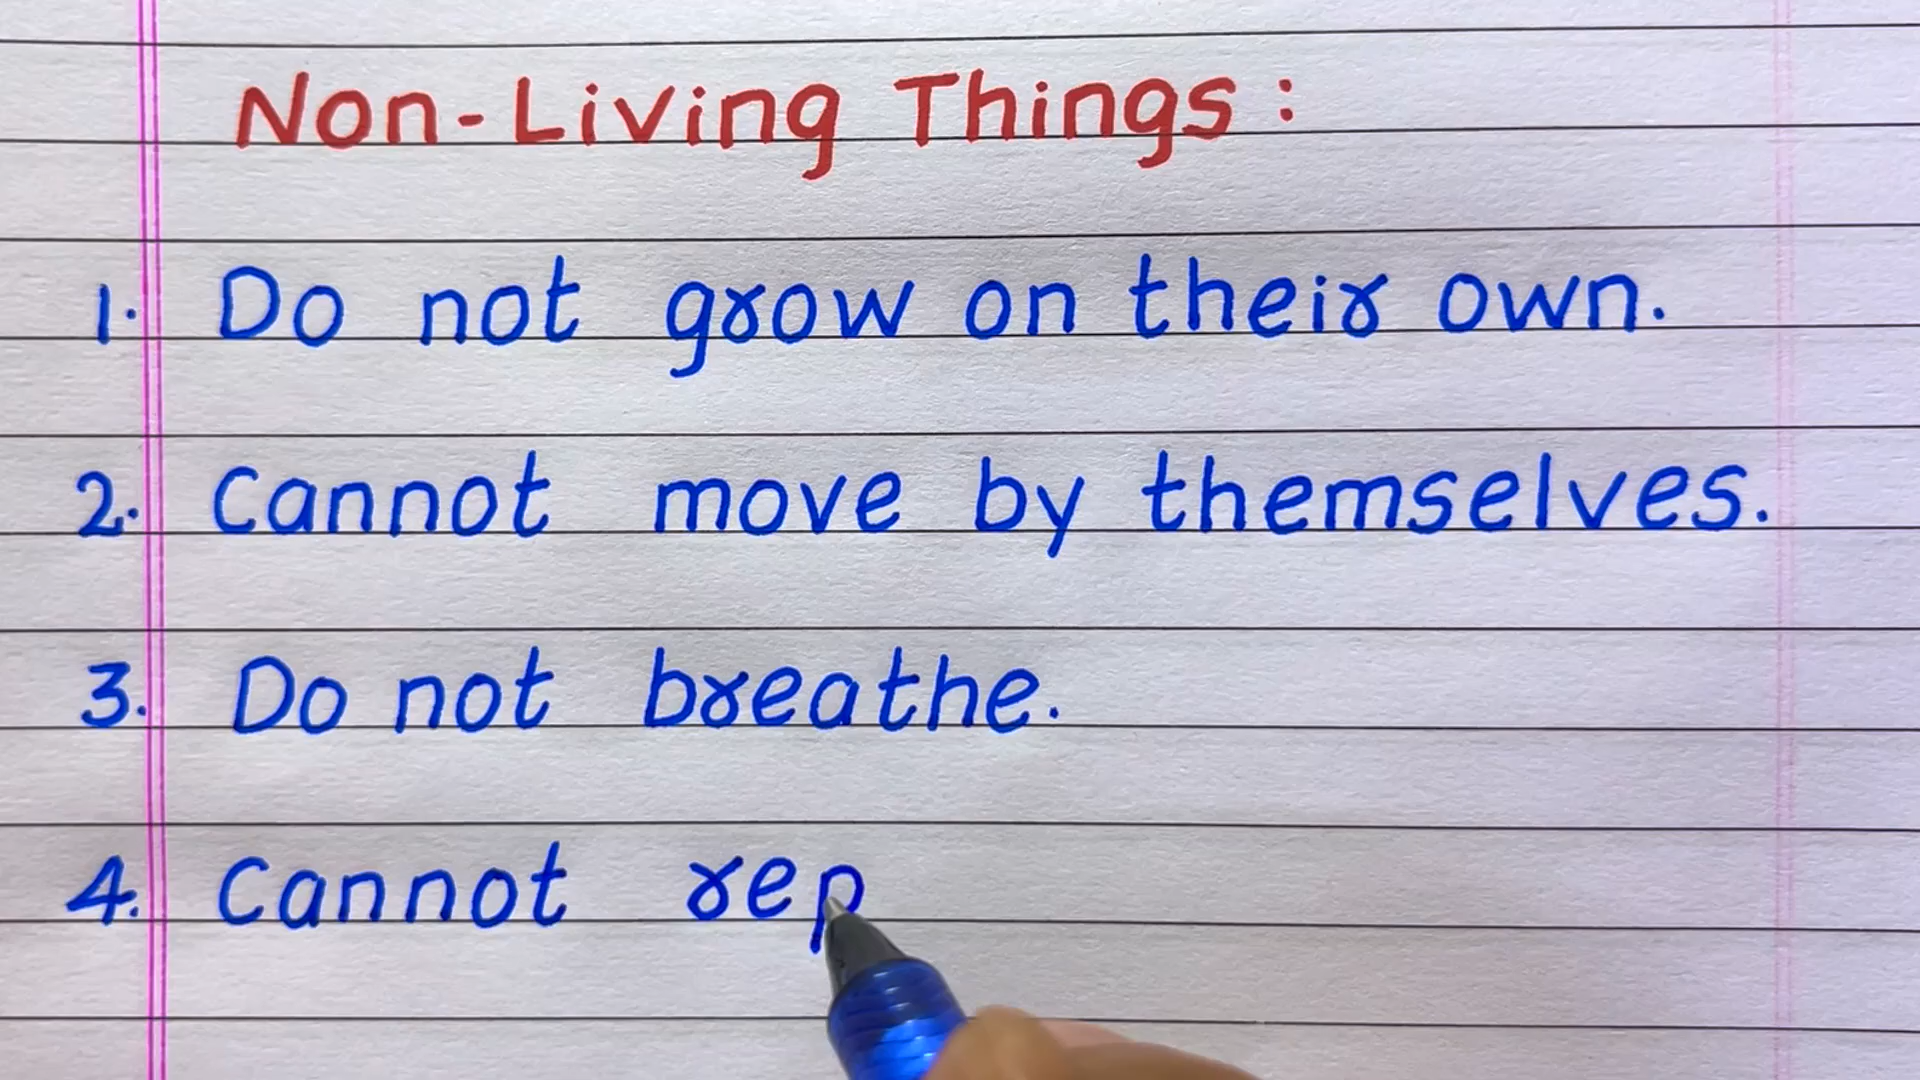 Non-Living Things :
1. Do not grow on their own.
2. Cannot move by themselves.
3. Do not breathe.
4. Cannot rep